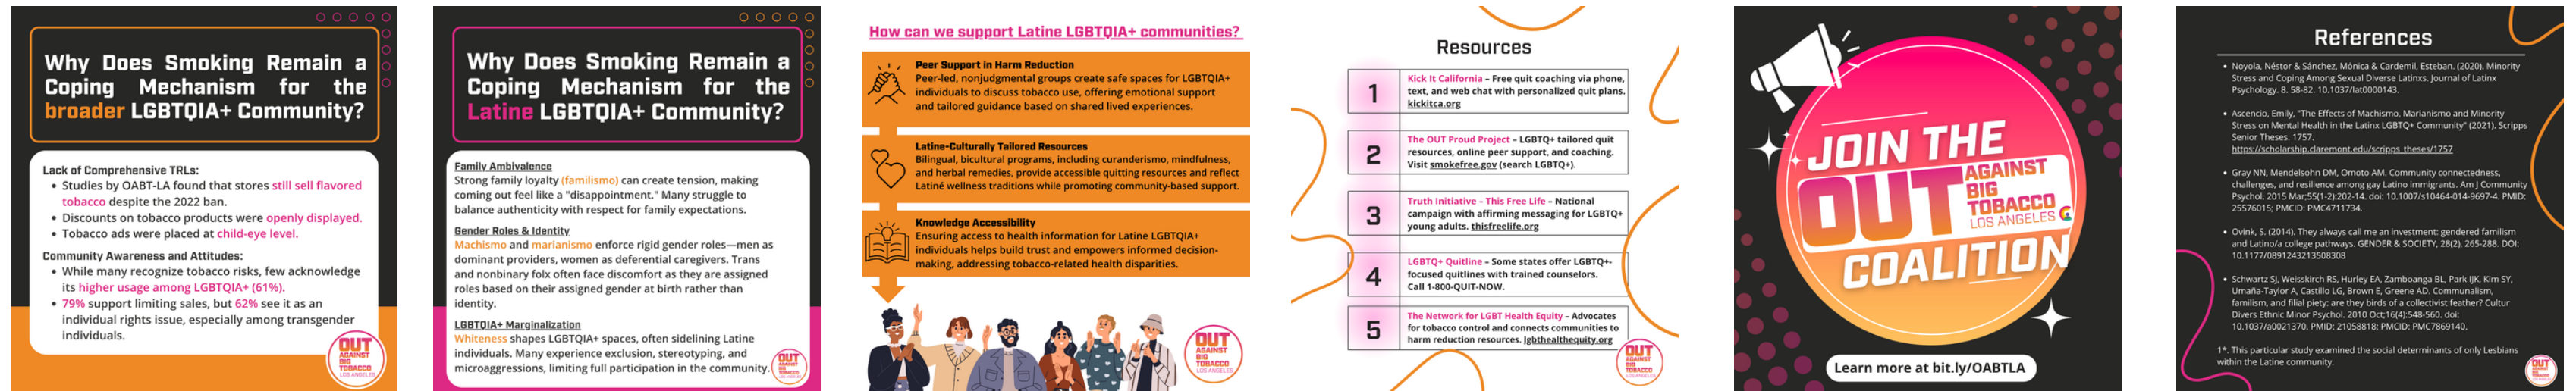 Why Does Smoking Remain a
Coping Mechanism for the
broader LGBTQIA+ Community?
Lack of Comprehensive TRLs:
• Studies by OABT-LA found that stores still sell flavored
tobacco despite the 2022 ban.
• Discounts on tobacco products were openly displayed.
• Tobacco ads were placed at child-eye level.
Community Awareness and Attitudes:
• While many recognize tobacco risks, few acknowledge
its higher usage among LGBTQIA+ (61%).
• 79% support limiting sales, but 62% see it as an
individual rights issue, especially among transgender
individuals.
OUT
AGAINST
BIG
TOBACCO
LOS ANGELES
Why Does Smoking Remain a
Coping Mechanism for the
Latine LGBTQIA+ Community?
Family Ambivalence
Strong family loyalty (familismo) can create tension, making
coming out feel like a "disappointment." Many struggle to
balance authenticity with respect for family expectations.
Gender Roles & Identity
Machismo and marianismo enforce rigid gender roles—men as
dominant providers, women as deferential caregivers. Trans
and nonbinary folx often face discomfort as they are assigned
roles based on their assigned gender at birth rather than
identity.
LGBTQIA+ Marginalization
Whiteness shapes LGBTQIA+ spaces, often sidelining Latine
individuals. Many experience exclusion, stereotyping, and
microaggressions, limiting full participation in the community.
OUT
AGAINST
BIG
TOBACCO
LOS ANGELES
How can we support Latine LGBTQIA+ communities?
Peer Support in Harm Reduction
Peer-led, nonjudgmental groups create safe spaces for LGBTQIA+
individuals to discuss tobacco use, offering emotional support
and tailored guidance based on shared lived experiences.
Latine-Culturally Tailored Resources
Bilingual, bicultural programs, including curanderismo, mindfulness,
and herbal remedies, provide accessible quitting resources and reflect
Latiné wellness traditions while promoting community-based support.
Knowledge Accessibility
Ensuring access to health information for Latine LGBTQIA+
individuals helps build trust and empowers informed decision-
making, addressing tobacco-related health disparities.
OUT
AGAINST
BIG
TOBACCO
LOS ANGELES
Resources
1
Kick It California – Free quit coaching via phone,
text, and web chat with personalized quit plans.
kickitca.org
2
The OUT Proud Project – LGBTQ+ tailored quit
resources, online peer support, and coaching.
Visit smokefree.gov (search LGBTQ+).
3
Truth Initiative – This Free Life – National
campaign with affirming messaging for LGBTQ+
young adults. thisfreelife.org
4
LGBTQ+ Quitline – Some states offer LGBTQ+-
focused quitlines with trained counselors.
Call 1-800-QUIT-NOW.
5
The Network for LGBT Health Equity – Advocates
for tobacco control and connects communities to
harm reduction resources. lgbthealthequity.org
OUT
AGAINST
BIG
TOBACCO
LOS ANGELES
JOIN THE
OUT
AGAINST
BIG
TOBACCO
LOS ANGELES
COALITION
Learn more at bit.ly/OABTLA
References
• Noyola, Néstor & Sánchez, Mónica & Cardemil, Esteban. (2020). Minority
Stress and Coping Among Sexual Diverse Latinxs. Journal of Latinx
Psychology. 8. 58-82. 10.1037/lat0000143.
• Ascencio, Emily, "The Effects of Machismo, Marianismo and Minority
Stress on Mental Health in the Latinx LGBTQ+ Community" (2021). Scripps
Senior Theses. 1757.
https://scholarship.claremont.edu/scripps_theses/1757
• Gray NN, Mendelsohn DM, Omoto AM. Community connectedness,
challenges, and resilience among gay Latino immigrants. Am J Community
Psychol. 2015 Mar;55(1-2):202-14. doi: 10.1007/s10464-014-9697-4. PMID:
25576015; PMCID: PMC4711734.
• Ovink, S. (2014). They always call me an investment: gendered familism
and Latino/a college pathways. GENDER & SOCIETY, 28(2), 265-288. DOI:
10.1177/0891243213508308
• Schwartz SJ, Weisskirch RS, Hurley EA, Zamboanga BL, Park IJK, Kim SY,
Umaña-Taylor A, Castillo LG, Brown E, Greene AD. Communalism,
familism, and filial piety: are they birds of a collectivist feather? Cultur
Divers Ethnic Minor Psychol. 2010 Oct;16(4):548-560. doi:
10.1037/a0021370. PMID: 21058818; PMCID: PMC7869140.
1*. This particular study examined the social determinants of only Lesbians
within the Latine community.
OUT
AGAINST
BIG
TOBACCO